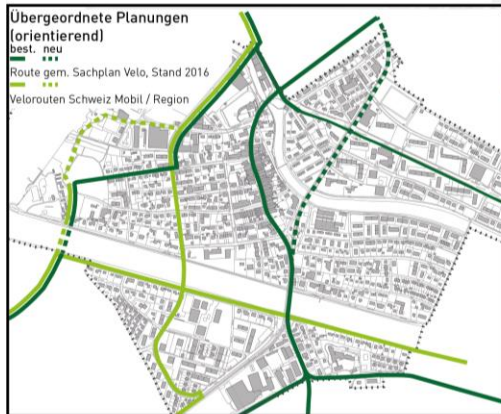 Übergeordnete Planungen
(orientierend)
best. neu
Route gem. Sachplan Velo, Stand 2016
Velorouten Schweiz Mobil / Region